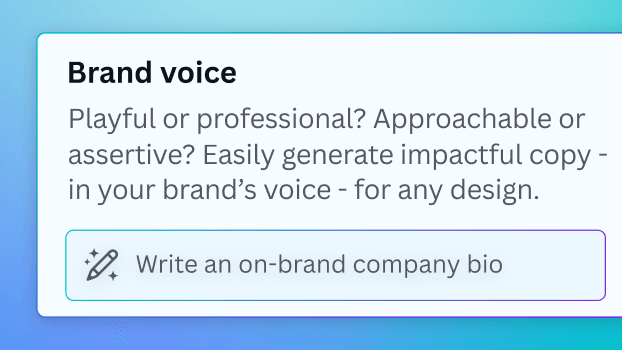 Brand voice
Playful or professional? Approachable or
assertive? Easily generate impactful copy -
in your brand’s voice - for any design.
Write an on-brand company bio